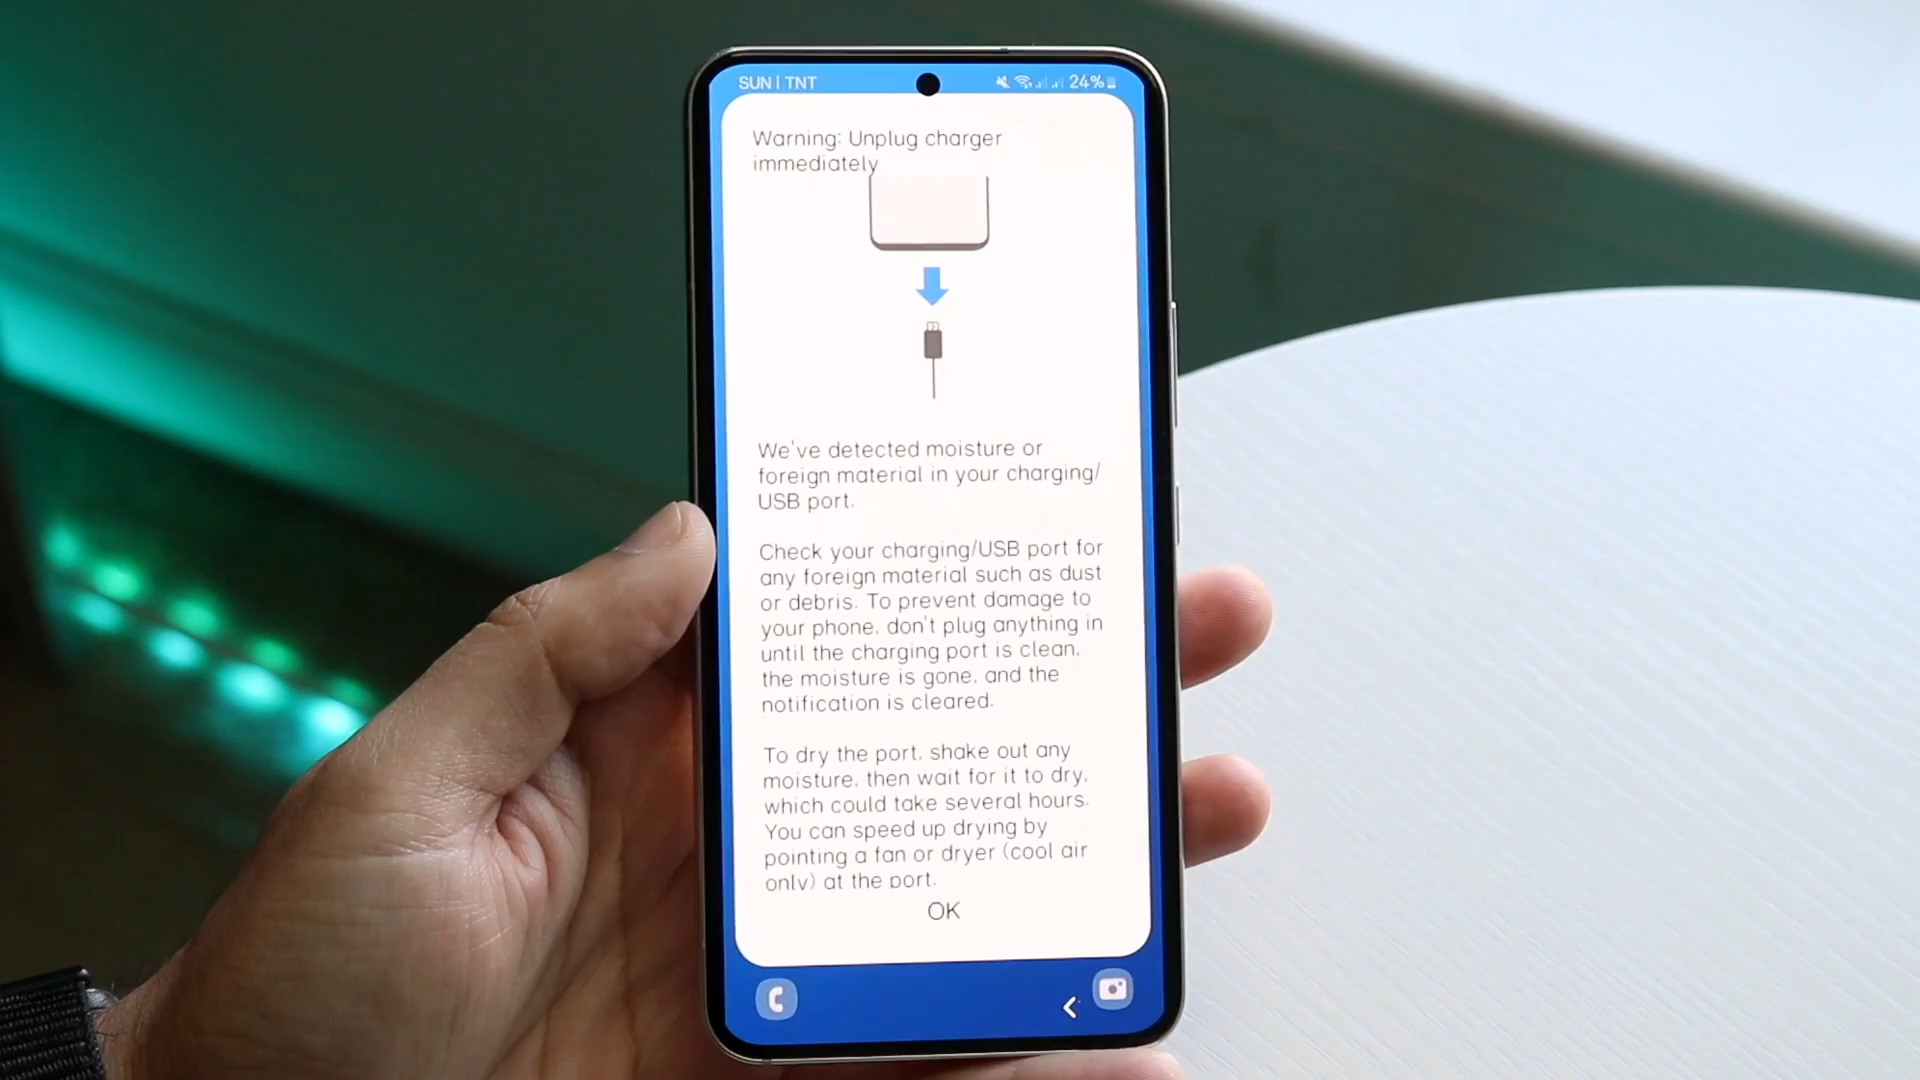 SUN | TNT 24%
Warning: Unplug charger
immediately
We've detected moisture or
foreign material in your charging/
USB port.
Check your charging/USB port for
any foreign material such as dust
or debris. To prevent damage to
your phone, don't plug anything in
until the charging port is clean,
the moisture is gone, and the
notification is cleared.
To dry the port, shake out any
moisture, then wait for it to dry,
which could take several hours.
You can speed up drying by
pointing a fan or dryer (cool air
only) at the port.
OK